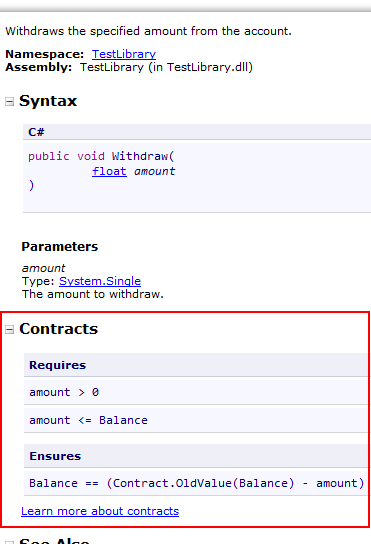 Withdraws the specified amount from the account.
Namespace: TestLibrary
Assembly: TestLibrary (in TestLibrary.dll)
Syntax
C#
public void Withdraw(
float amount
)
Parameters
amount
Type: System.Single
The amount to withdraw.
Contracts
Requires
amount > 0
amount <= Balance
Ensures
Balance == (Contract.OldValue(Balance) - amount)
Learn more about contracts
See Also